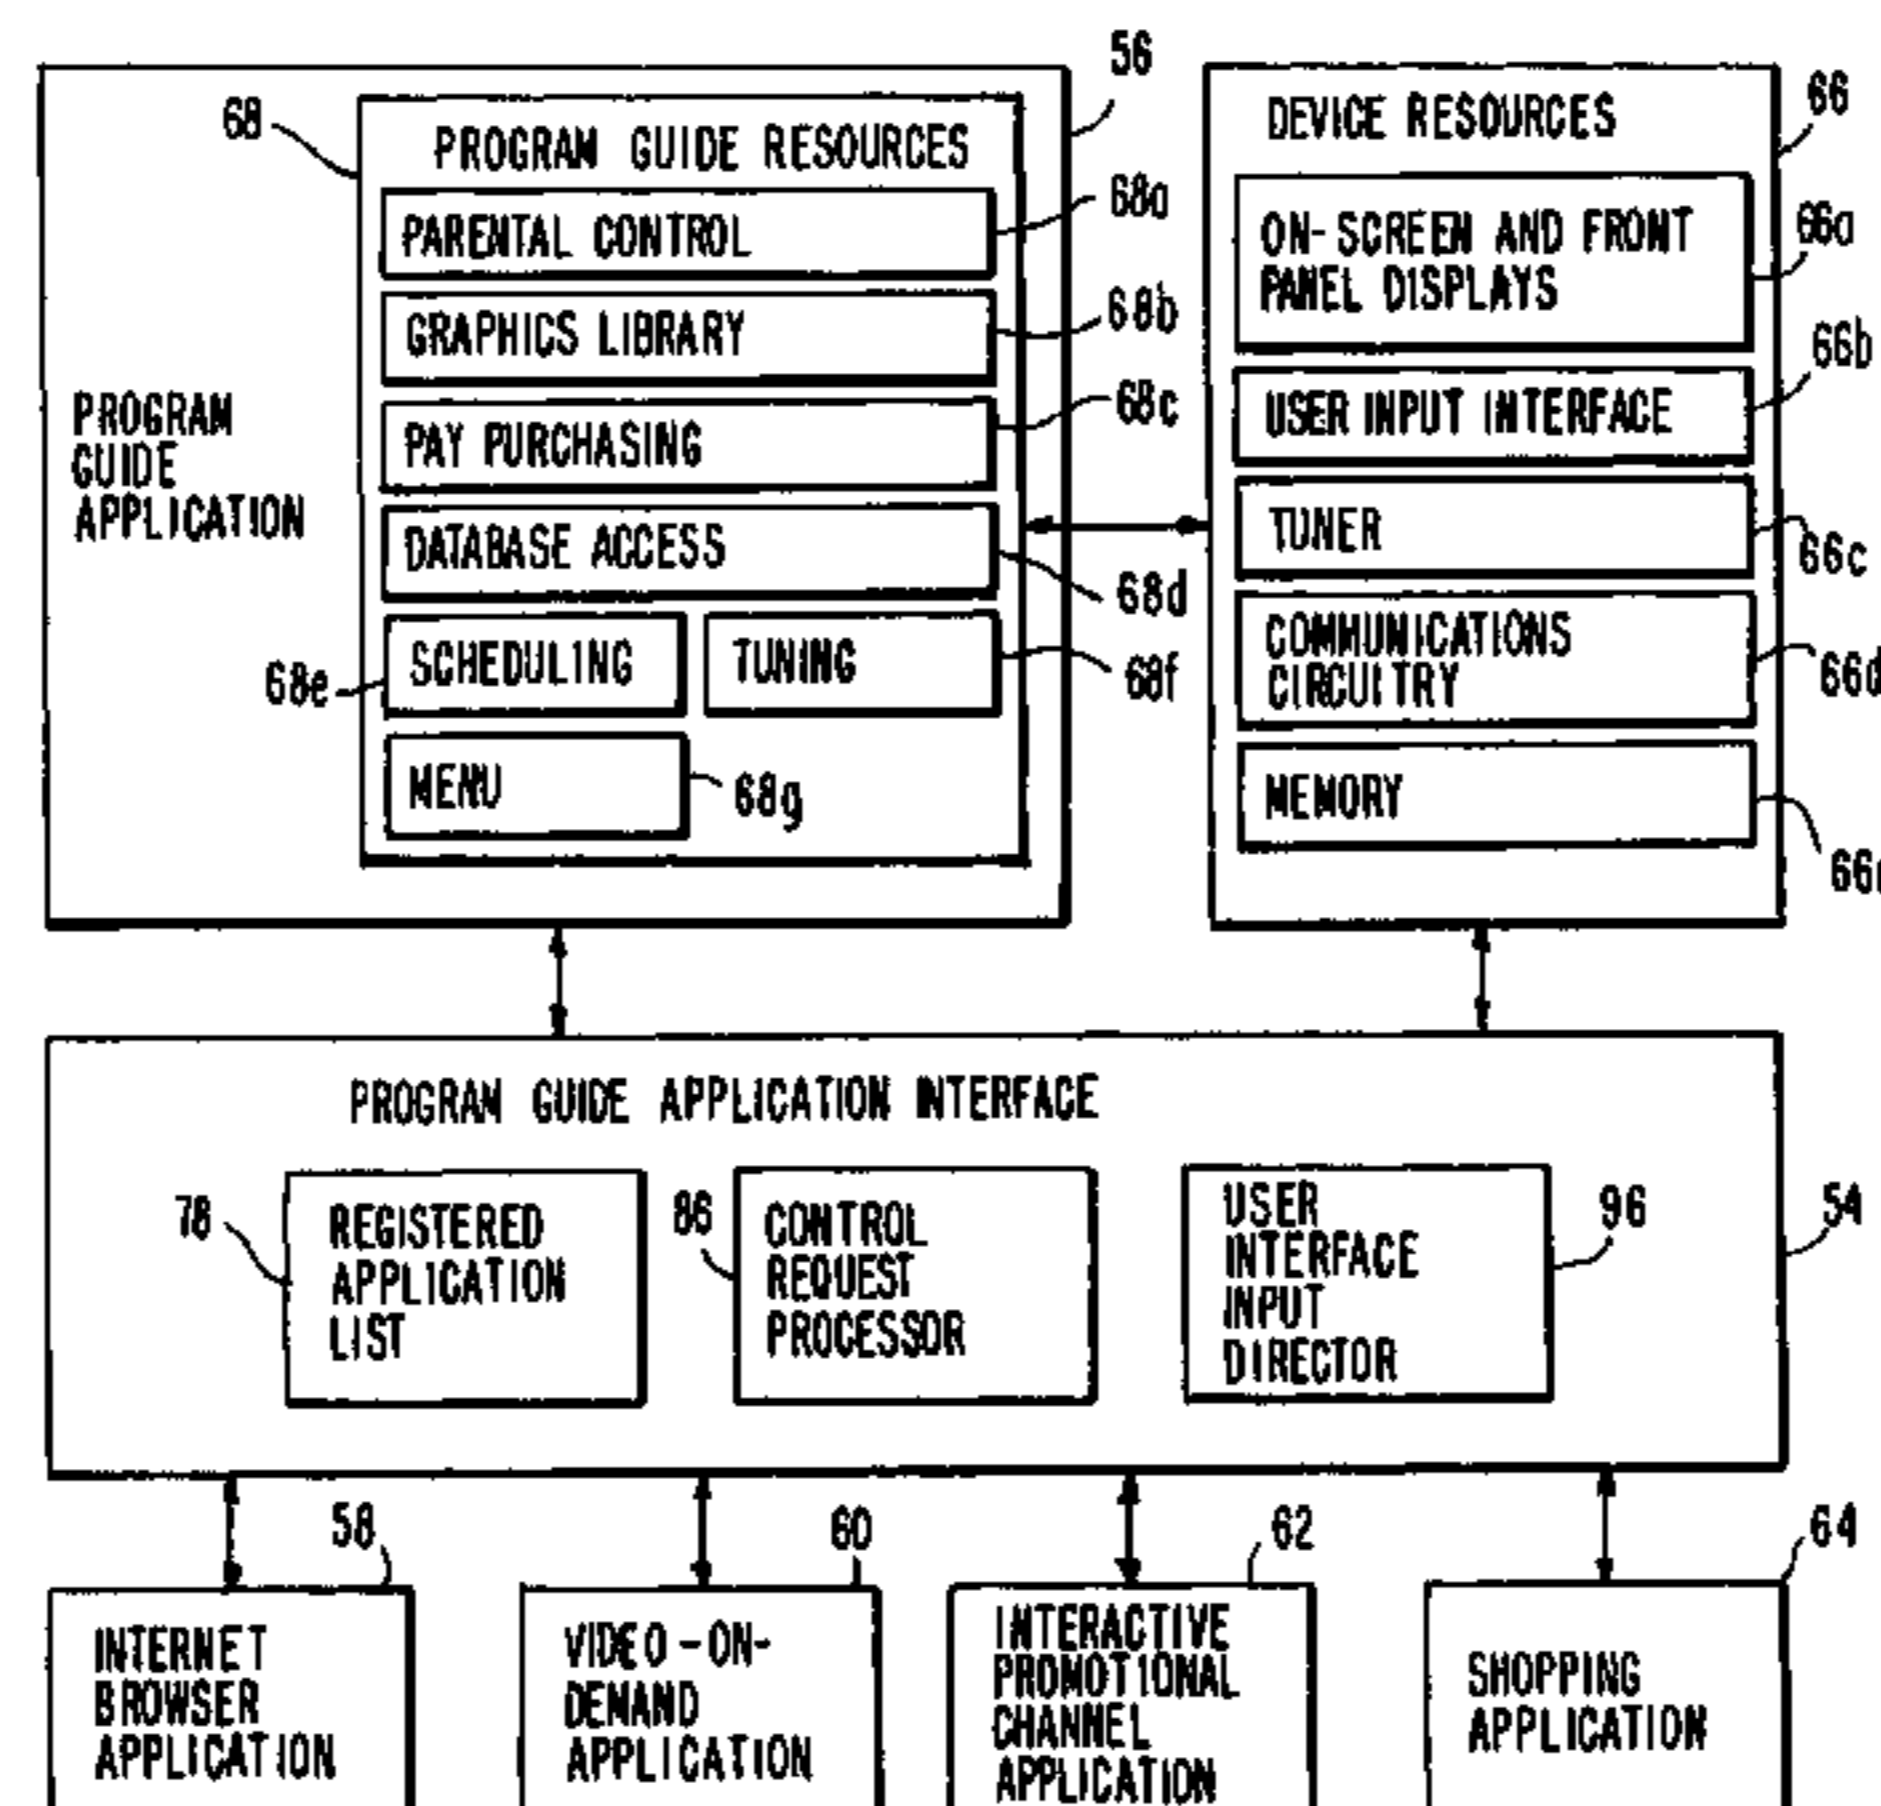 56
68
PROGRAM GUIDE RESOURCES
PARENTAL CONTROL
68a
GRAPHICS LIBRARY
68b
PAY PURCHASING
68c
DATABASE ACCESS
68d
SCHEDULING
68e
TUNING
68f
MENU
68g
PROGRAM
GUIDE
APPLICATION
DEVICE RESOURCES
66
ON-SCREEN AND FRONT
PANEL DISPLAYS
66a
USER INPUT INTERFACE
66b
TUNER
66c
COMMUNICATIONS
CIRCUITRY
66d
MEMORY
PROGRAM GUIDE APPLICATION INTERFACE
54
78
REGISTERED
APPLICATION
LIST
86
CONTROL
REQUEST
PROCESSOR
USER
INTERFACE
INPUT
DIRECTOR
96
58
INTERNET
BROWSER
APPLICATION
60
VIDEO-ON-
DEMAND
APPLICATION
62
INTERACTIVE
PROMOTIONAL
CHANNEL
APPLICATION
64
SHOPPING
APPLICATION